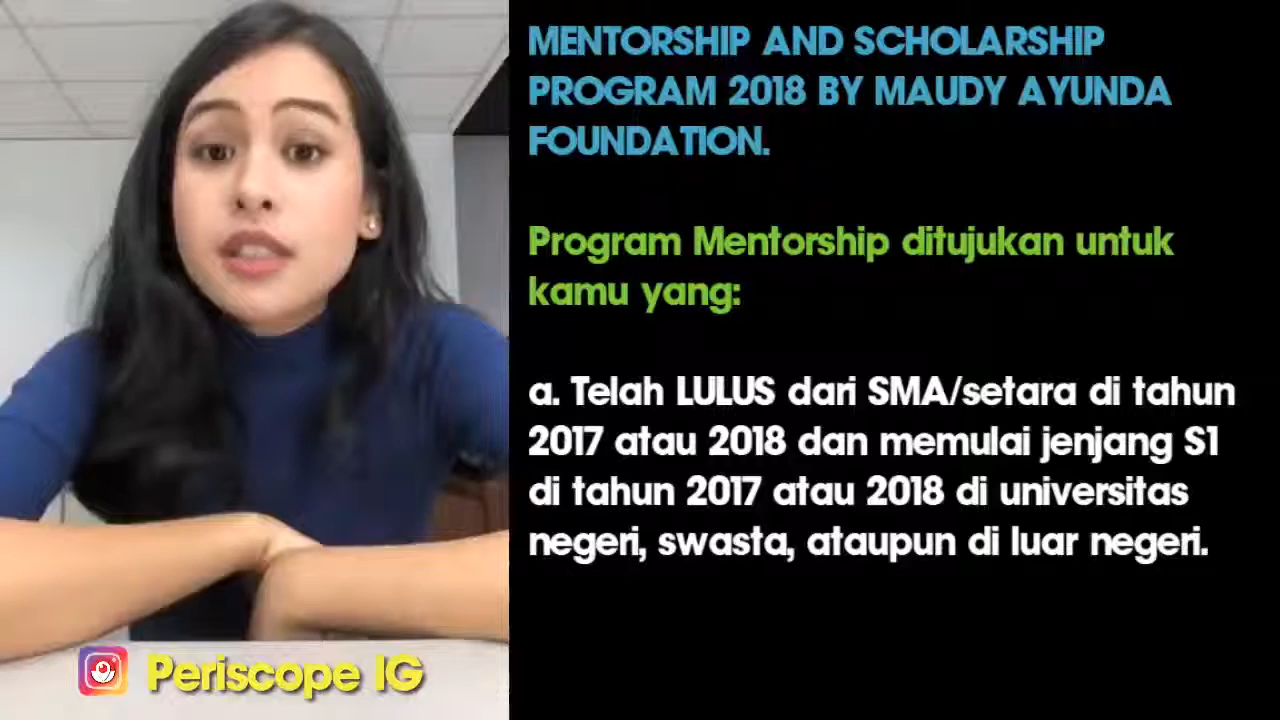 MENTORSHIP AND SCHOLARSHIP
PROGRAM 2018 BY MAUDY AYUNDA
FOUNDATION.
Program Mentorship ditujukan untuk
kamu yang:
a. Telah LULUS dari SMA/setara di tahun
2017 atau 2018 dan memulai jenjang S1
di tahun 2017 atau 2018 di universitas
negeri, swasta, ataupun di luar negeri.
Periscope IG